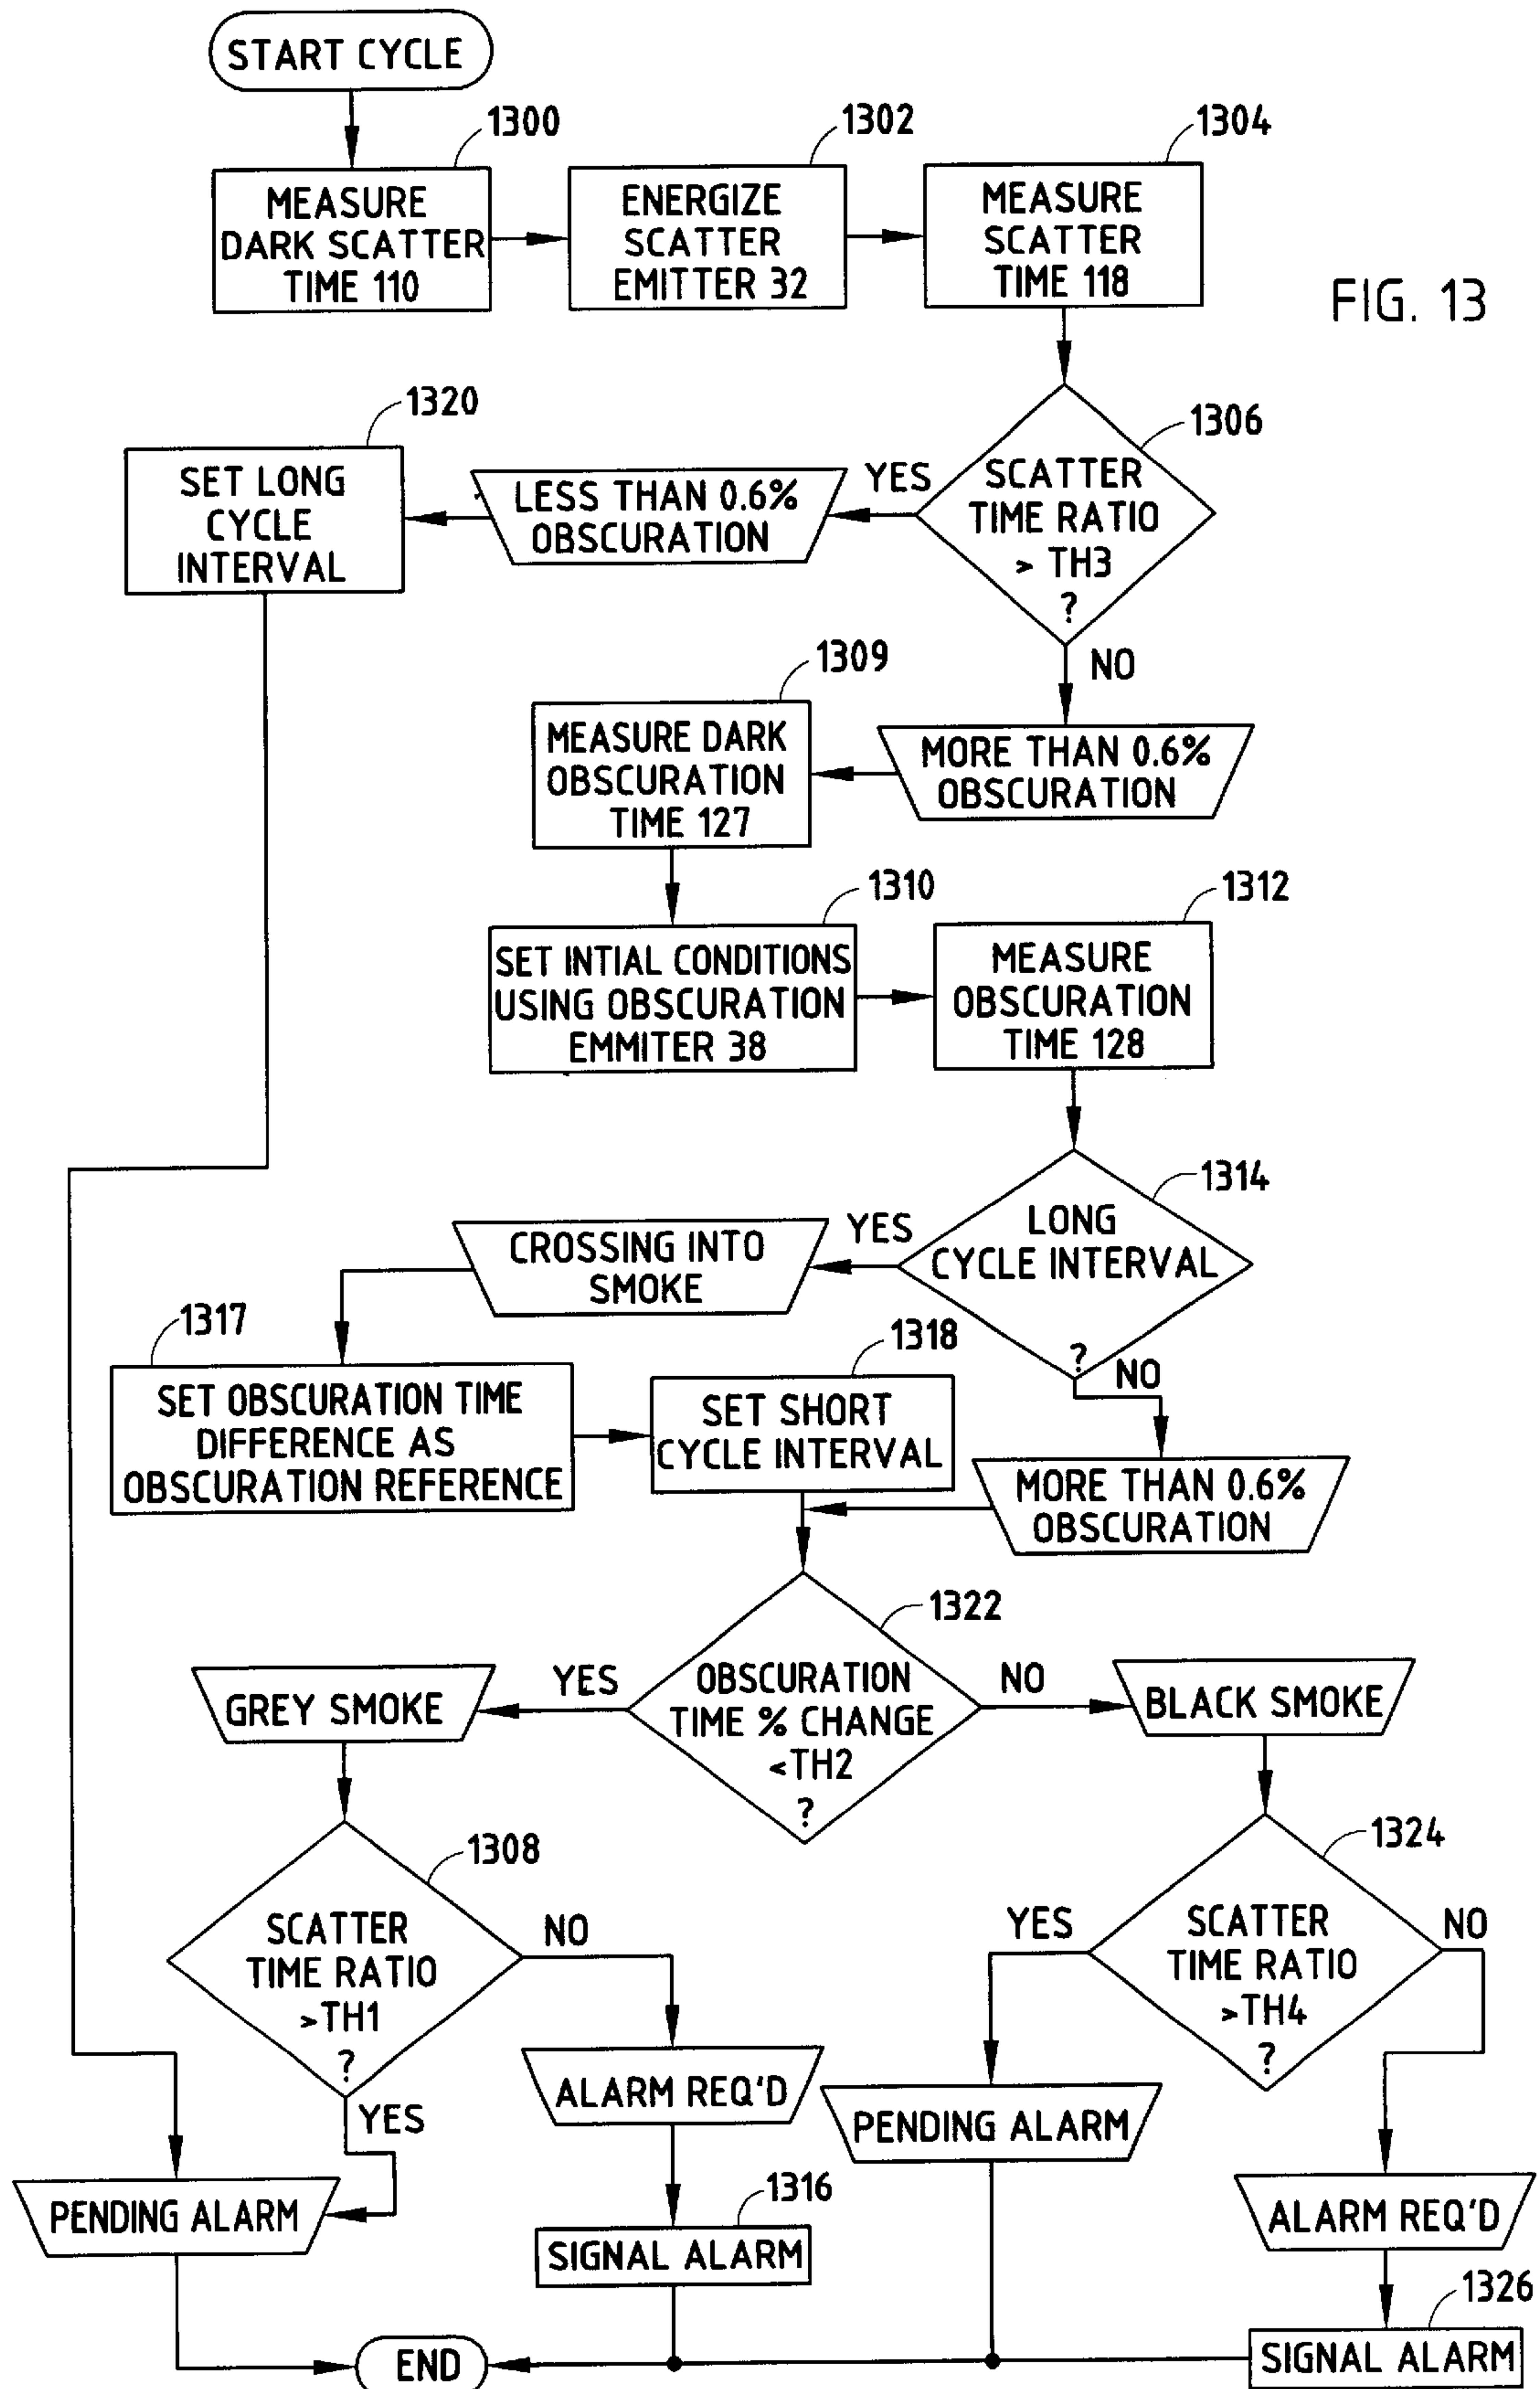 START CYCLE
1300
MEASURE
DARK SCATTER
TIME 110
1302
ENERGIZE
SCATTER
EMITTER 32
1304
MEASURE
SCATTER
TIME 118
FIG. 13
1306
SCATTER
TIME RATIO
> TH3
?
YES
LESS THAN 0.6%
OBSCURATION
1320
SET LONG
CYCLE
INTERVAL
NO
MORE THAN 0.6%
OBSCURATION
1309
MEASURE DARK
OBSCURATION
TIME 127
1310
SET INTIAL CONDITIONS
USING OBSCURATION
EMMITER 38
1312
MEASURE
OBSCURATION
TIME 128
1314
LONG
CYCLE INTERVAL
?
YES
CROSSING INTO
SMOKE
1317
SET OBSCURATION TIME
DIFFERENCE AS
OBSCURATION REFERENCE
1318
SET SHORT
CYCLE INTERVAL
NO
MORE THAN 0.6%
OBSCURATION
1322
OBSCURATION
TIME % CHANGE
<TH2
?
YES
GREY SMOKE
NO
BLACK SMOKE
1308
SCATTER
TIME RATIO
>TH1
?
NO
YES
1324
SCATTER
TIME RATIO
>TH4
?
YES
NO
ALARM REQ'D
PENDING ALARM
PENDING ALARM
1316
SIGNAL ALARM
ALARM REQ'D
1326
SIGNAL ALARM
END